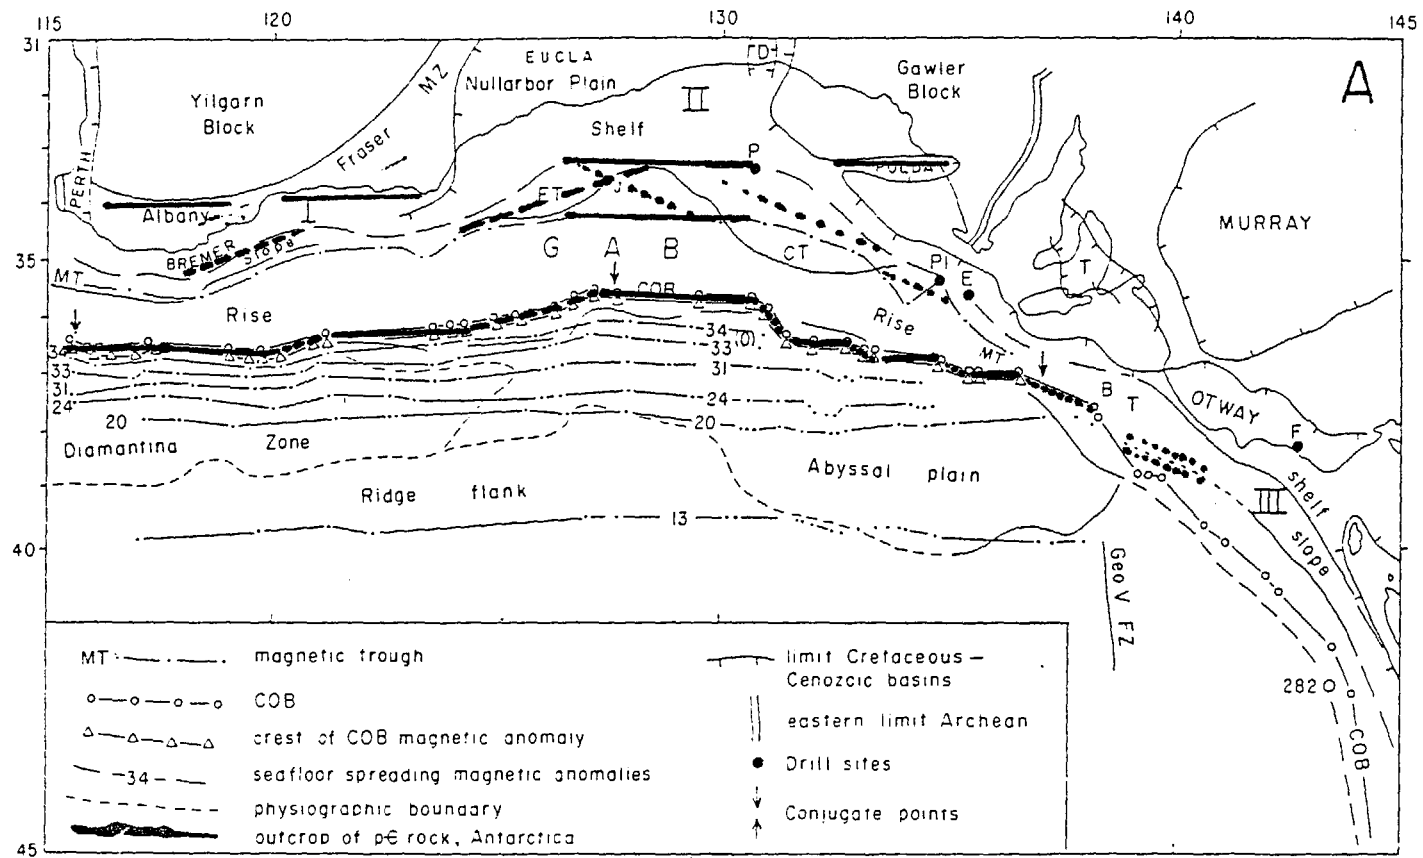 115
120
130
140
145
31
35
40
45
A
EUCLA
Nullarbor Plain
Yilgarn
Block
MZ
Fraser
PERTH
Albany
I
BREMER
Slope
MT
Rise
II
Shelf
P
ET
J
G A B
CT
COB
Gawler
Block
POLDA
MURRAY
T
PI
E
Rise
MT
B T
OTWAY
F
III
shelf
slope
34
33
31
24
20
34
33(0)
31
24
20
Diamantina Zone
Abyssal plain
Ridge flank
13
Geo V FZ
282
COB
MT magnetic trough
COB
crest of COB magnetic anomaly
34 seafloor spreading magnetic anomalies
physiographic boundary
outcrop of p€ rock, Antarctica
limit Cretaceous—
Cenozoic basins
eastern limit Archean
Drill sites
Conjugate points